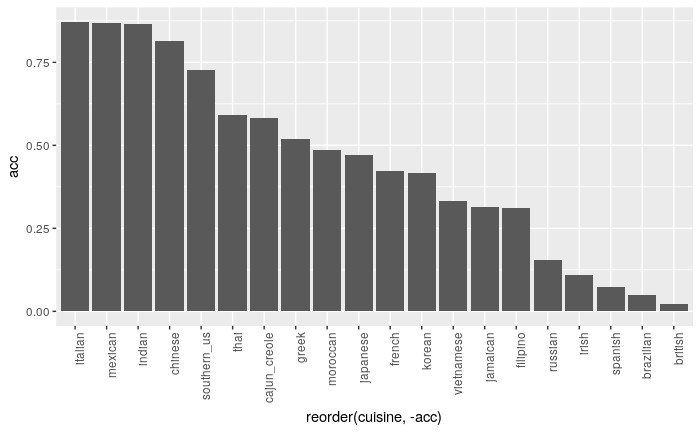 acc
0.75
0.50
0.25
0.00
italian
mexican
indian
chinese
southern_us
thai
cajun_creole
greek
moroccan
japanese
french
korean
vietnamese
jamaican
filipino
russian
irish
spanish
brazilian
british
reorder(cuisine, -acc)